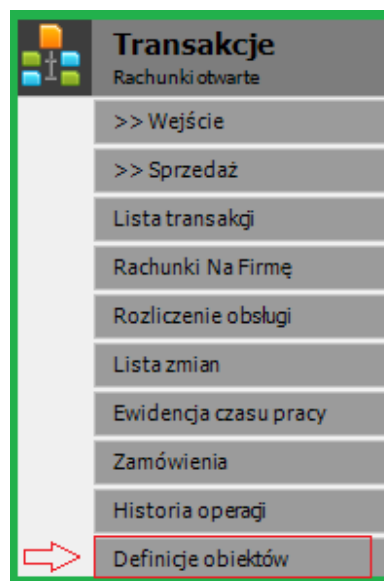 Transakcje
Rachunki otwarte
>> Wejście
>> Sprzedaż
Lista transakcji
Rachunki Na Firmę
Rozliczenie obsługi
Lista zmian
Ewidencja czasu pracy
Zamówienia
Historia operacji
Definicje obiektów